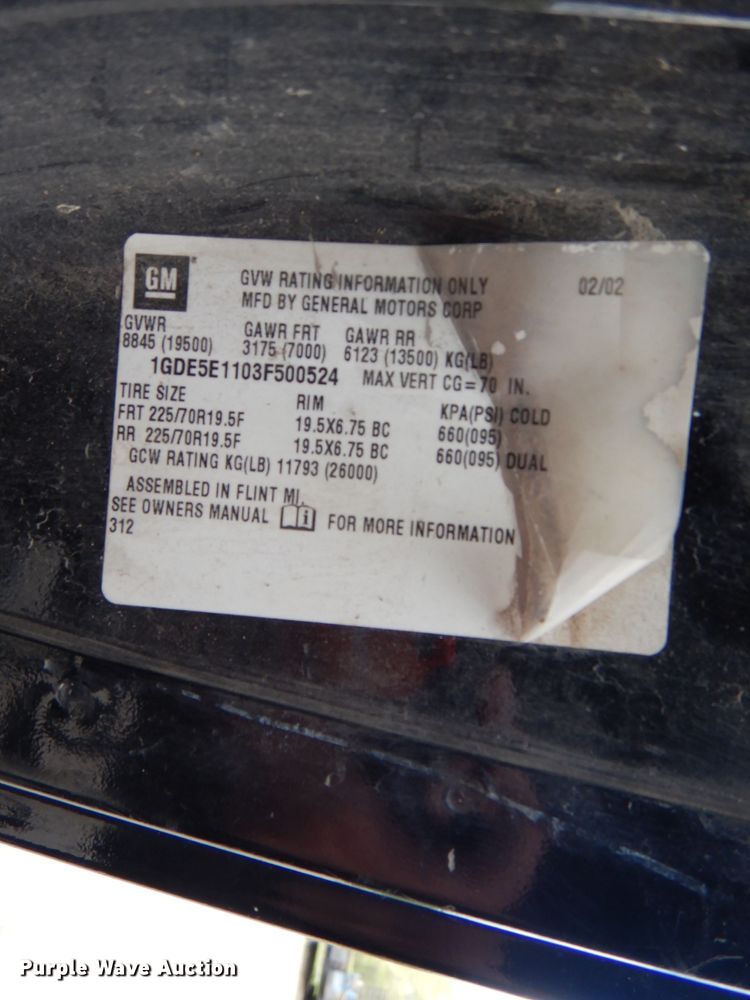 GM GVW RATING INFORMATION ONLY 02/02
MFD BY GENERAL MOTORS CORP
GVWR GAWR FRT GAWR RR
8845 (19500) 3175 (7000) 6123 (13500) KG(LB)
1GDE5E1103F500524 MAX VERT CG=70 IN.
TIRE SIZE RIM KPA(PSI) COLD
FRT 225/70R19.5F 19.5X6.75 BC 660(095)
RR 225/70R19.5F 19.5X6.75 BC 660(095) DUAL
GCW RATING KG(LB) 11793 (26000)
ASSEMBLED IN FLINT MI.
SEE OWNERS MANUAL i FOR MORE INFORMATION
312
Purple Wave Auction